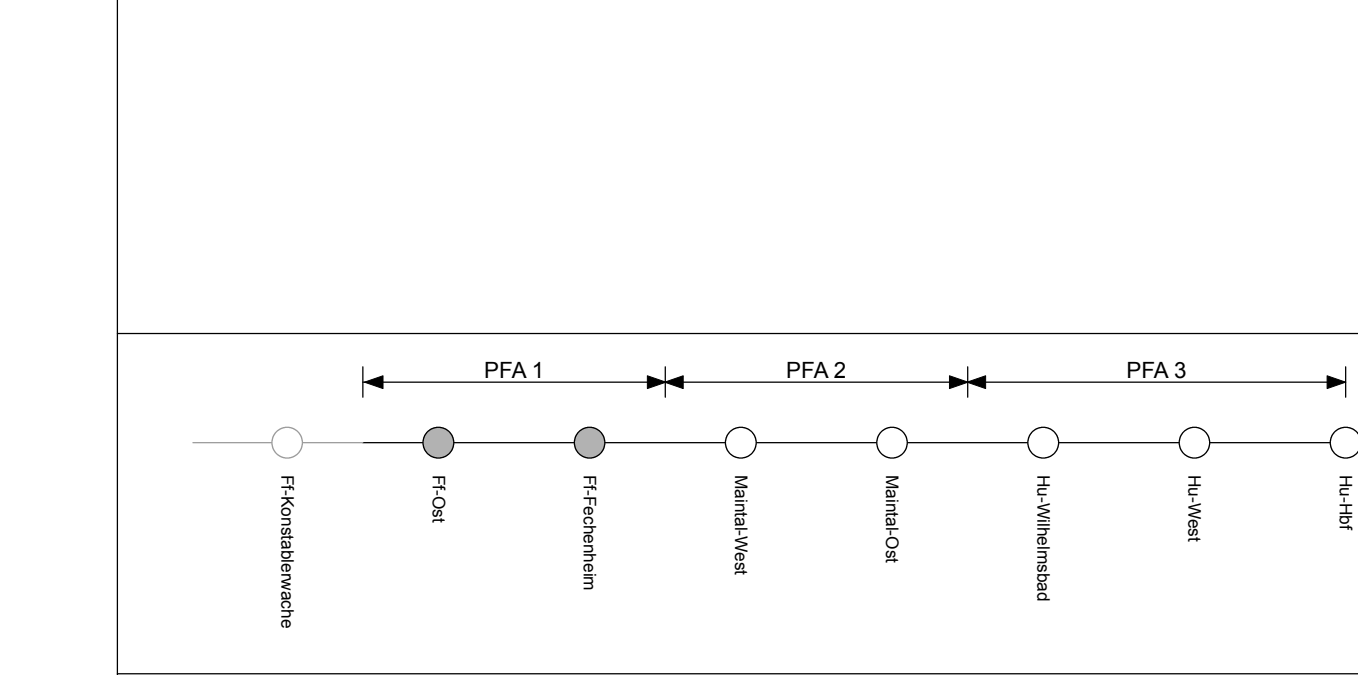 PFA 1
PFA 2
PFA 3
Ff-Konstablerwache
Ff-Ost
Ff-Fechenheim
Maintal-West
Maintal-Ost
Hu-Wilhelmsbad
Hu-West
Hu-Hbf